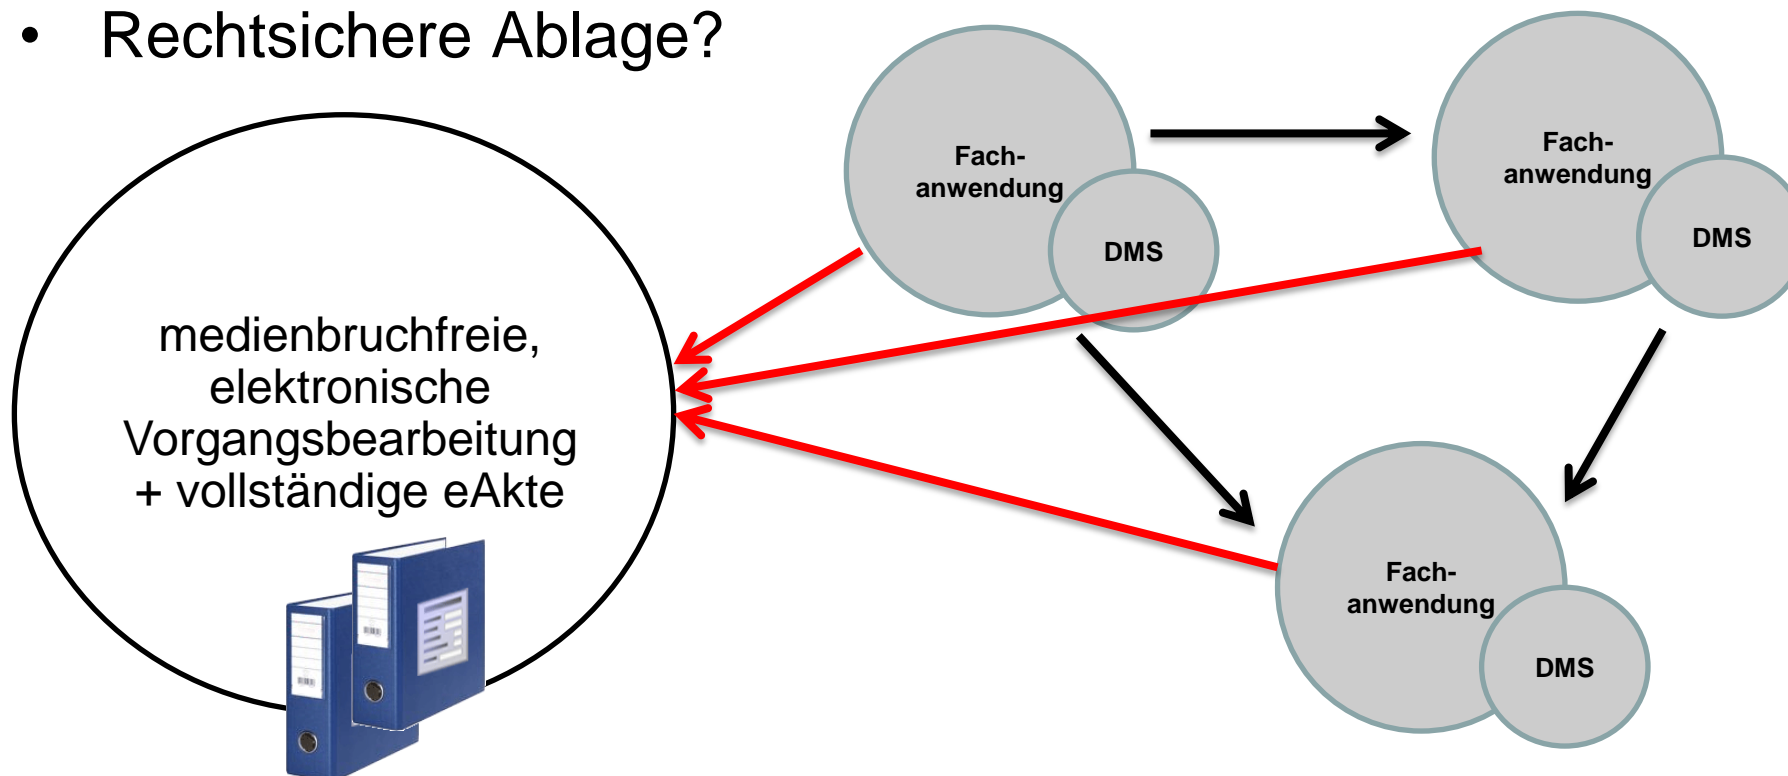 • Rechtsichere Ablage?
Fach-
anwendung
DMS
Fach-
anwendung
DMS
medienbruchfreie,
elektronische
Vorgangsbearbeitung
+ vollständige eAkte
Fach-
anwendung
DMS